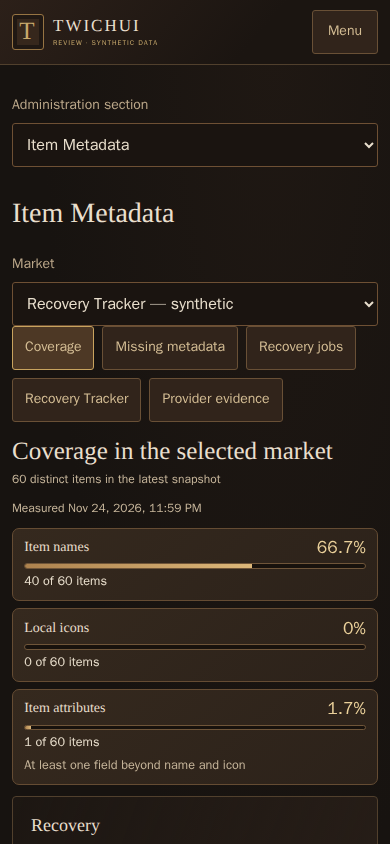 T
TWICHUI
REVIEW · SYNTHETIC DATA
Menu
Administration section
Item Metadata
Item Metadata
Market
Recovery Tracker — synthetic
Coverage
Missing metadata
Recovery jobs
Recovery Tracker
Provider evidence
Coverage in the selected market
60 distinct items in the latest snapshot
Measured Nov 24, 2026, 11:59 PM
Item names
66.7%
40 of 60 items
Local icons
0%
0 of 60 items
Item attributes
1.7%
1 of 60 items
At least one field beyond name and icon
Recovery